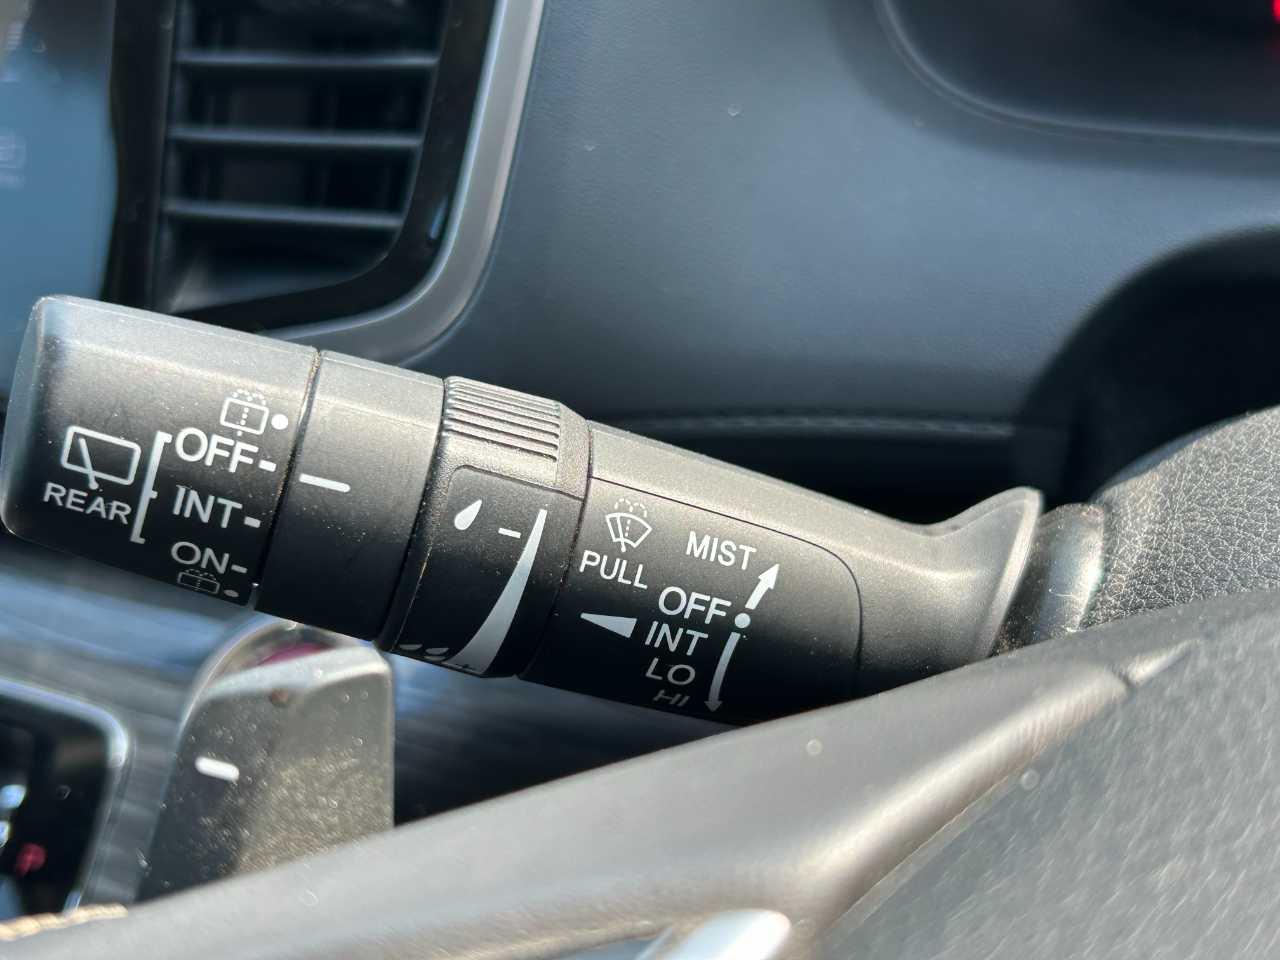 OFF
INT
REAR
ON
PULL
MIST
OFF
INT
LO
HI